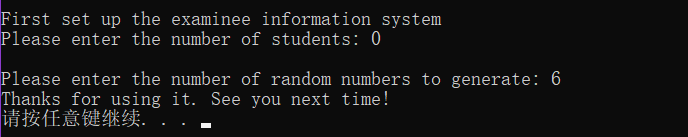 First set up the examinee information system
Please enter the number of students: 0
Please enter the number of random numbers to generate: 6
Thanks for using it. See you next time!
请按任意键继续. . .